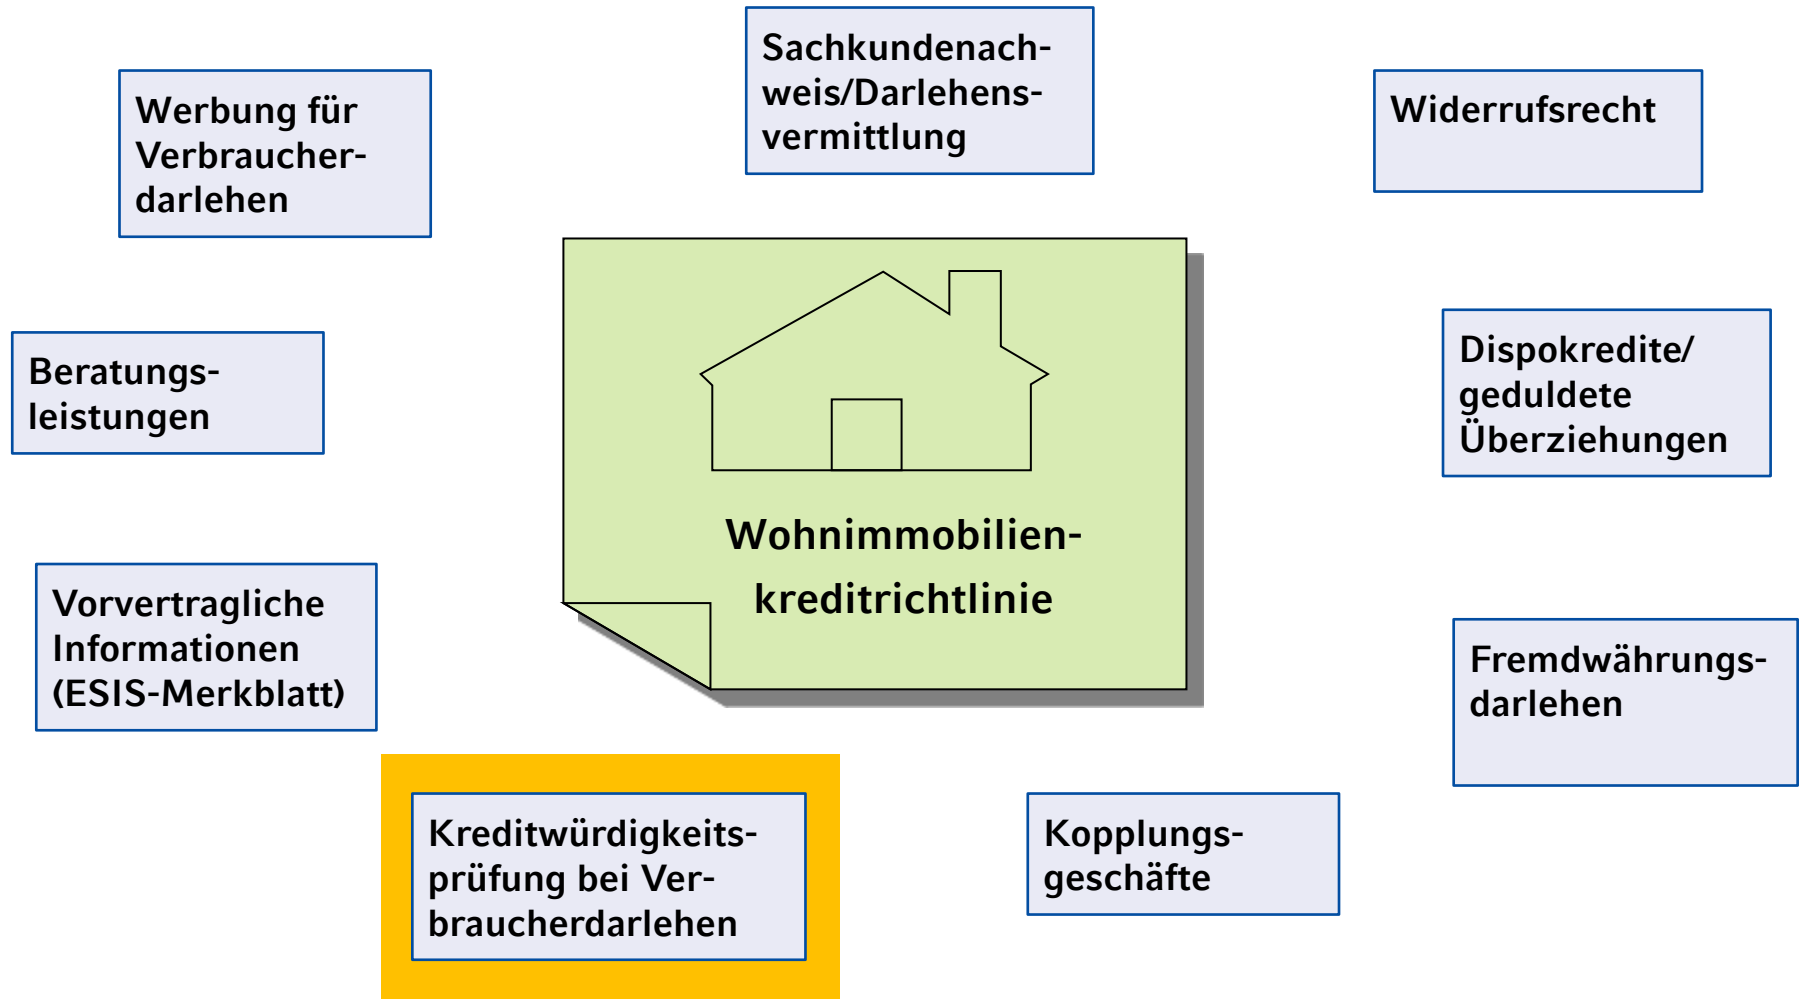 Sachkundenach-
weis/Darlehens-
vermittlung
Werbung für
Verbraucher-
darlehen
Widerrufsrecht
Beratungs-
leistungen
Dispokredite/
geduldete
Überziehungen
Wohnimmobilien-
kreditrichtlinie
Vorvertragliche
Informationen
(ESIS-Merkblatt)
Fremdwährungs-
darlehen
Kreditwürdigkeits-
prüfung bei Ver-
braucherdarlehen
Kopplungs-
geschäfte